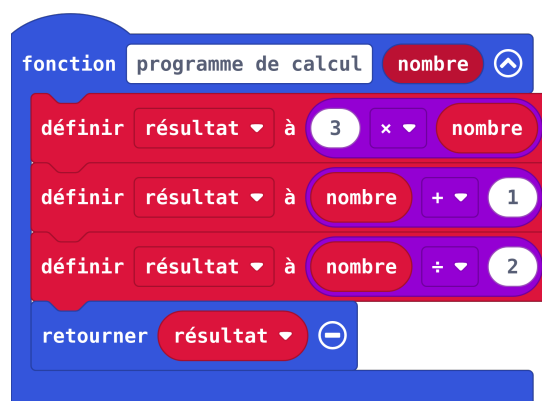 fonction programme de calcul nombre
définir résultat à 3 × nombre
définir résultat à nombre + 1
définir résultat à nombre ÷ 2
retourner résultat